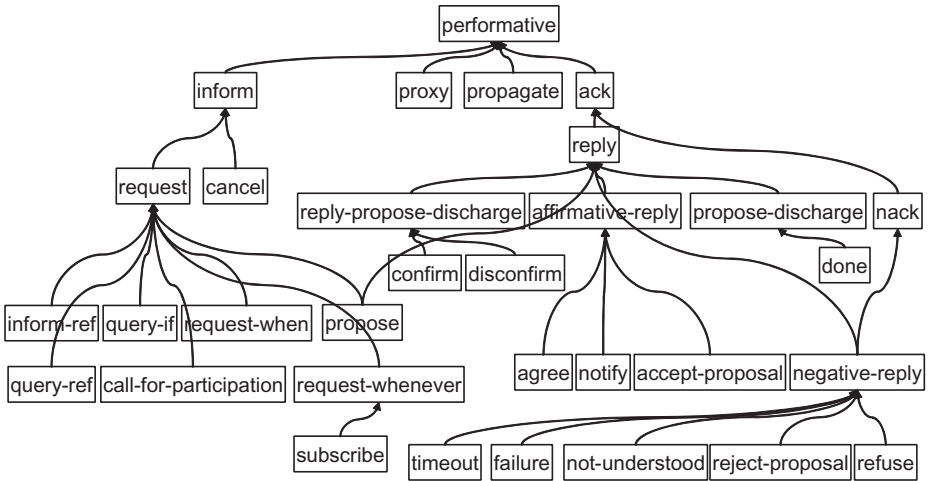 performative
inform
proxy
propagate
ack
reply
request
cancel
reply-propose-discharge
affirmative-reply
propose-discharge
nack
confirm
disconfirm
done
inform-ref
query-if
request-when
propose
query-ref
call-for-participation
request-whenever
agree
notify
accept-proposal
negative-reply
subscribe
timeout
failure
not-understood
reject-proposal
refuse